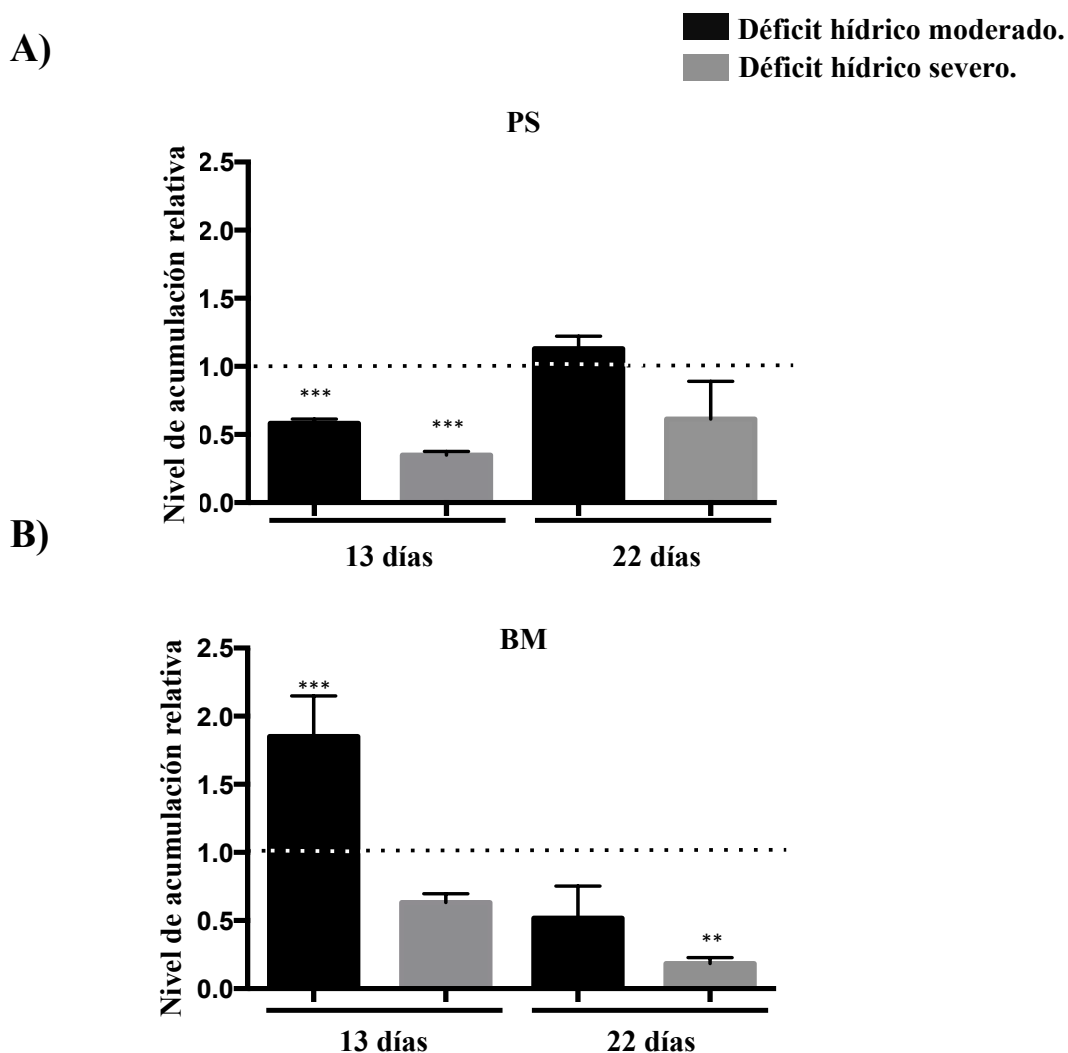 A)
Déficit hídrico moderado.
Déficit hídrico severo.
PS
Nivel de acumulación relativa
2.5
2.0
1.5
1.0
0.5
0.0
***
***
13 días
22 días
B)
BM
Nivel de acumulación relativa
2.5
2.0
1.5
1.0
0.5
0.0
***
**
13 días
22 días